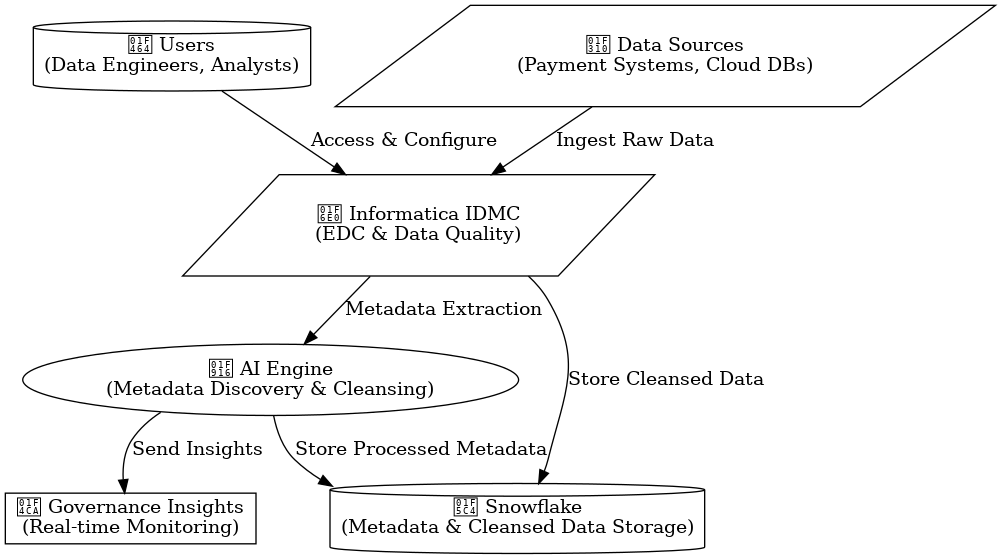 Users
(Data Engineers, Analysts)
Data Sources
(Payment Systems, Cloud DBs)
Access & Configure
Ingest Raw Data
Informatica IDMC
(EDC & Data Quality)
Metadata Extraction
AI Engine
(Metadata Discovery & Cleansing)
Store Cleansed Data
Send Insights
Store Processed Metadata
Governance Insights
(Real-time Monitoring)
Snowflake
(Metadata & Cleansed Data Storage)